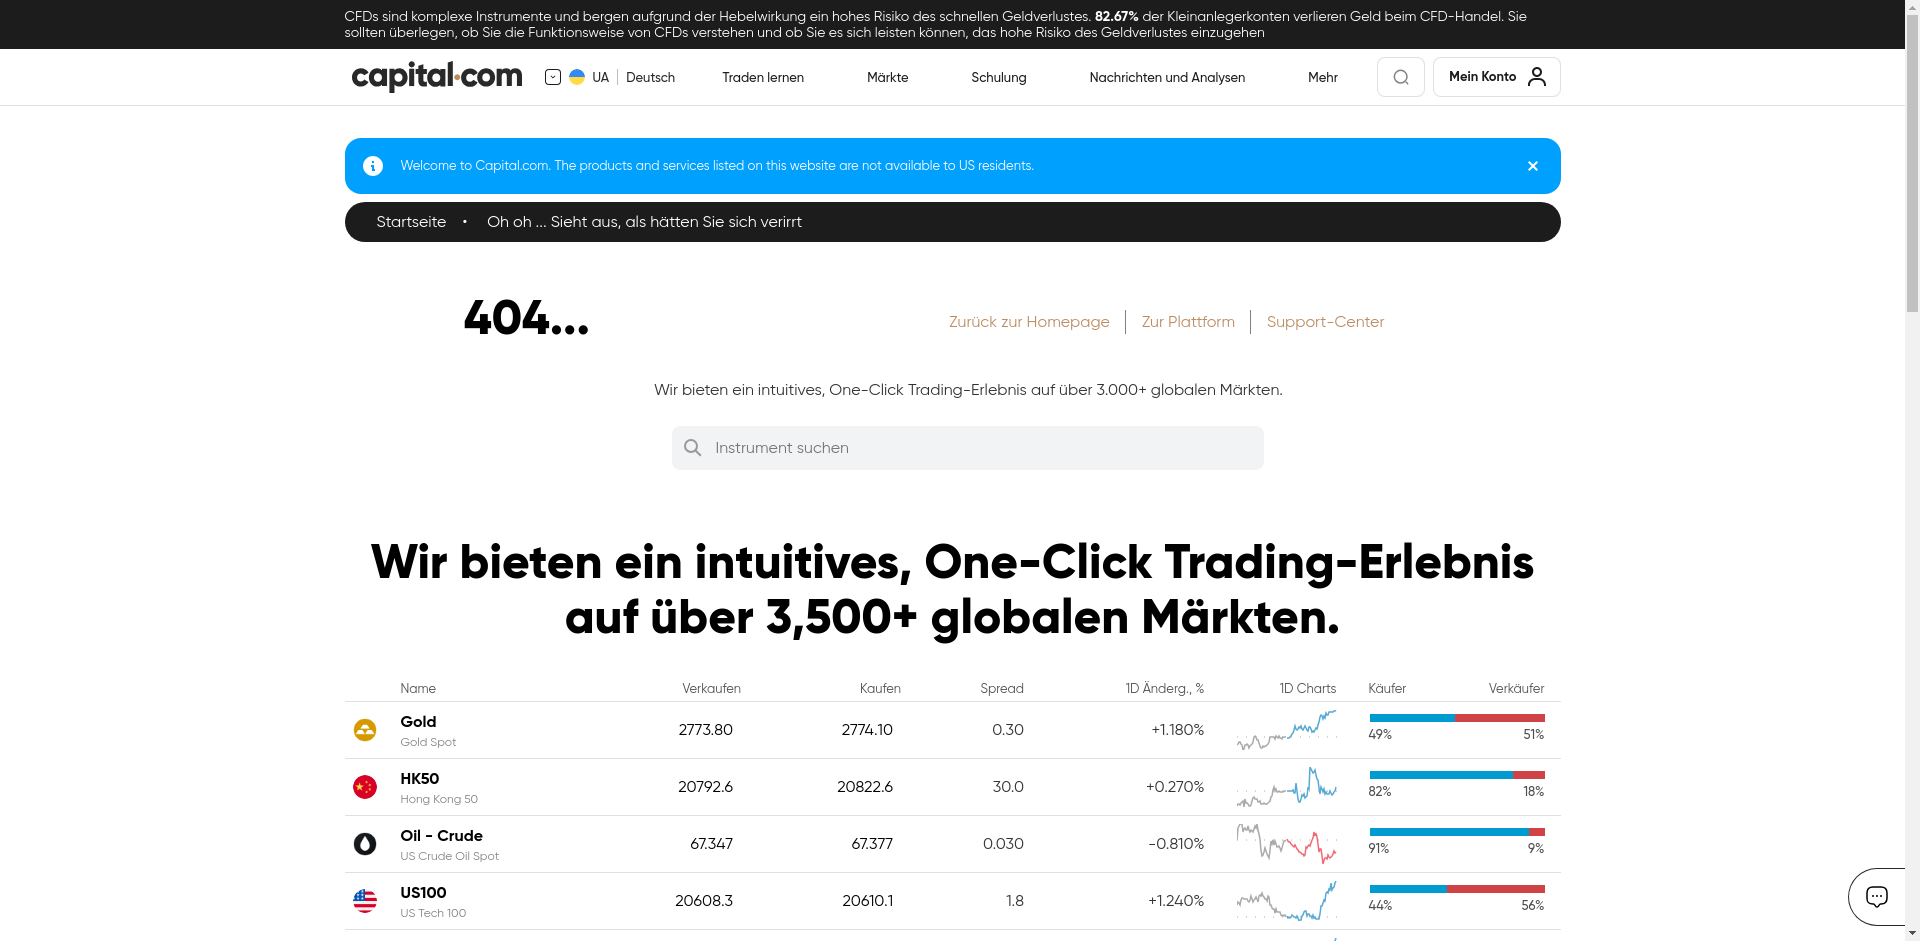 CFDs sind komplexe Instrumente und bergen aufgrund der Hebelwirkung ein hohes Risiko des schnellen Geldverlustes. 82.67% der Kleinanlegerkonten verlieren Geld beim CFD-Handel. Sie
sollten überlegen, ob Sie die Funktionsweise von CFDs verstehen und ob Sie es sich leisten können, das hohe Risiko des Geldverlustes einzugehen
capital.com UA Deutsch Traden lernen Märkte Schulung Nachrichten und Analysen Mehr Mein Konto
Welcome to Capital.com. The products and services listed on this website are not available to US residents.
Startseite • Oh oh ... Sieht aus, als hätten Sie sich verirrt
404...
Zurück zur Homepage Zur Plattform Support-Center
Wir bieten ein intuitives, One-Click Trading-Erlebnis auf über 3.000+ globalen Märkten.
Instrument suchen
Wir bieten ein intuitives, One-Click Trading-Erlebnis
auf über 3,500+ globalen Märkten.
Name Verkaufen Kaufen Spread 1D Änderg., % 1D Charts Käufer Verkäufer
Gold 2773.80 2774.10 0.30 +1.180% 49% 51%
Gold Spot
HK50 20792.6 20822.6 30.0 +0.270% 82% 18%
Hong Kong 50
Oil - Crude 67.347 67.377 0.030 -0.810% 91% 9%
US Crude Oil Spot
US100 20608.3 20610.1 1.8 +1.240% 44% 56%
US Tech 100